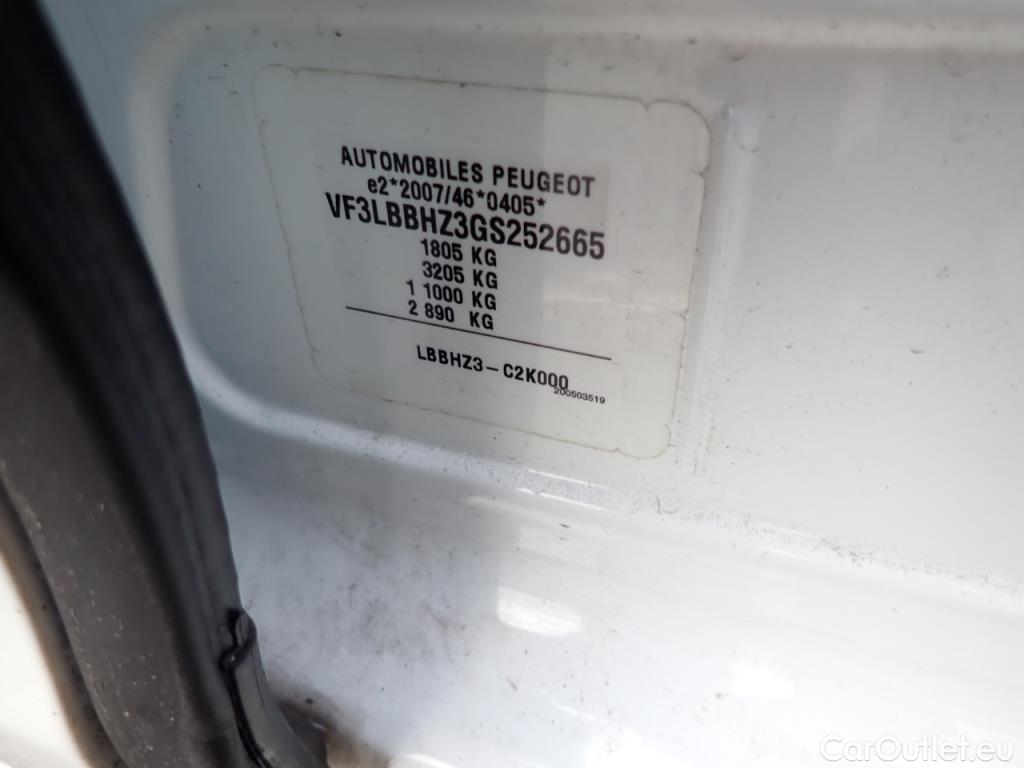 AUTOMOBILES PEUGEOT
e2*2007/46*0405*
VF3LBBHZ3GS252665
1805 KG
3205 KG
1 1000 KG
2 890 KG
LBBHZ3-C2K000
200503519
CarOutlet.eu